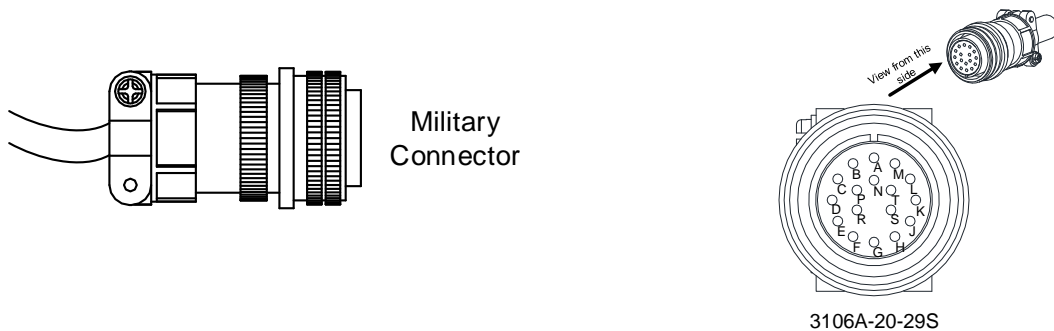 Military
Connector
View from this
side
A
B
M
C
N
L
P
T
D
K
R
S
E
J
F
H
G
3106A-20-29S